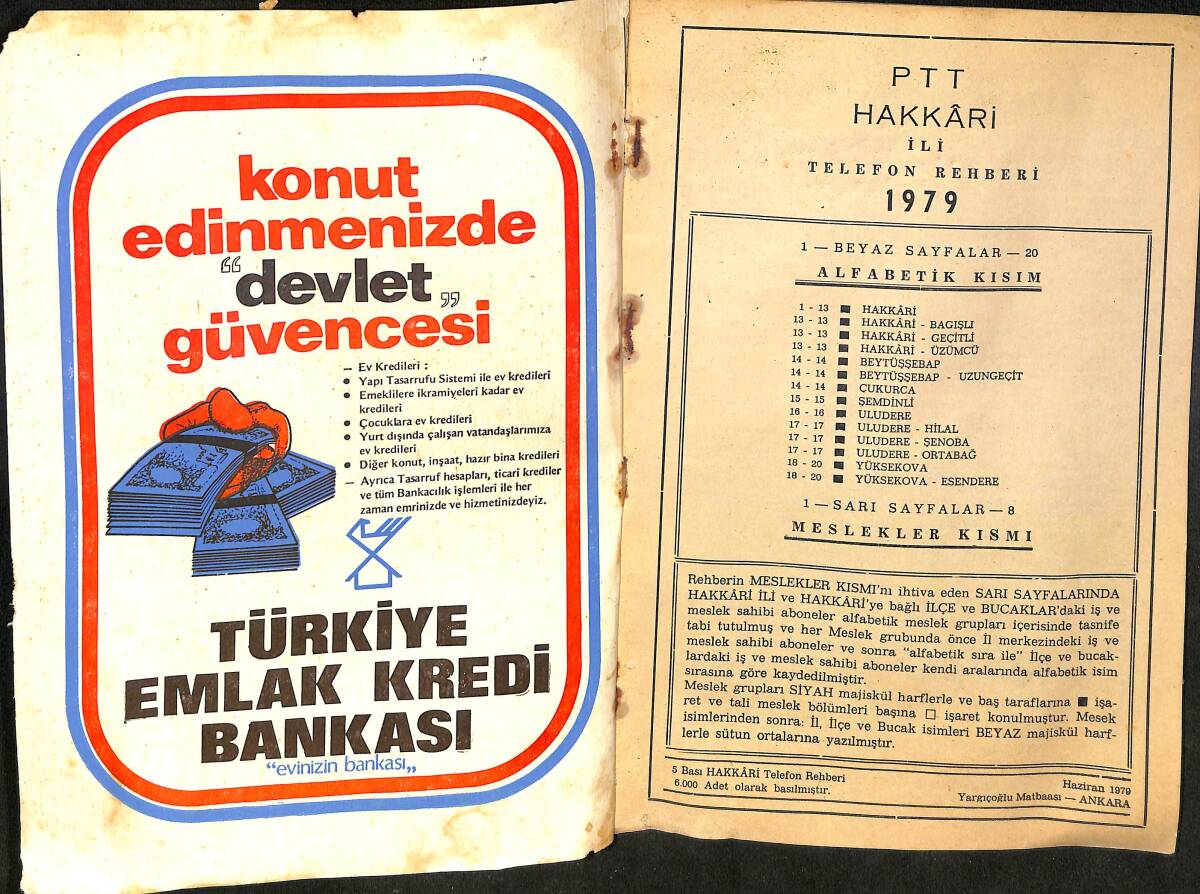 konut
edinmenizde
“devlet„
güvencesi
— Ev Kredileri :
● Yapı Tasarrufu Sistemi ile ev kredileri
● Emeklilere ikramiyeleri kadar ev
kredileri
● Çocuklara ev kredileri
● Yurt dışında çalışan vatandaşlarımıza
ev kredileri
● Diğer konut, inşaat, hazır bina kredileri
— Ayrıca Tasarruf hesapları, ticari krediler
ve tüm Bankacılık işlemleri ile her
zaman emrinizde ve hizmetinizdeyiz.
TÜRKİYE
EMLAK KREDİ
BANKASI
“evinizin bankası„
PTT
HAKKÂRİ
İLİ
TELEFON REHBERİ
1979
1 — BEYAZ SAYFALAR — 20
ALFABETİK KISIM
1 - 13 ■ HAKKÂRİ
13 - 13 ■ HAKKÂRİ - BAGIŞLI
13 - 13 ■ HAKKÂRİ - GEÇİTLİ
13 - 13 ■ HAKKÂRİ - ÜZÜMCÜ
14 - 14 ■ BEYTÜŞŞEBAP
14 - 14 ■ BEYTÜŞŞEBAP - UZUNGEÇİT
14 - 14 ■ ÇUKURCA
15 - 15 ■ ŞEMDİNLİ
16 - 16 ■ ULUDERE
17 - 17 ■ ULUDERE - HİLAL
17 - 17 ■ ULUDERE - ŞENOBA
17 - 17 ■ ULUDERE - ORTABAĞ
18 - 20 ■ YÜKSEKOVA
18 - 20 ■ YÜKSEKOVA - ESENDERE
1 — SARI SAYFALAR — 8
MESLEKLER KISMI
Rehberin MESLEKLER KISMI'nı ihtiva eden SARI SAYFALARINDA
HAKKÂRİ İLİ ve HAKKÂRİ'ye bağlı İLÇE ve BUCAKLAR'daki iş ve
meslek sahibi aboneler alfabetik meslek grupları içerisinde tasnife
tabi tutulmuş ve her Meslek grubunda önce İl merkezindeki iş ve
meslek sahibi aboneler ve sonra "alfabetik sıra ile" İlçe ve bucak-
lardaki iş ve meslek sahibi aboneler kendi aralarında alfabetik isim
sırasına göre kaydedilmiştir.
Meslek grupları SİYAH majiskül harflerle ve baş taraflarına ■ işa-
ret ve tali meslek bölümleri başına □ işaret konulmuştur. Mesek
isimlerinden sonra: İl, İlçe ve Bucak isimleri BEYAZ majiskül harf-
lerle sütun ortalarına yazılmıştır.
5 Bası HAKKÂRİ Telefon Rehberi
6.000 Adet olarak basılmıştır.
Haziran 1979
Yargıçoğlu Matbaası — ANKARA